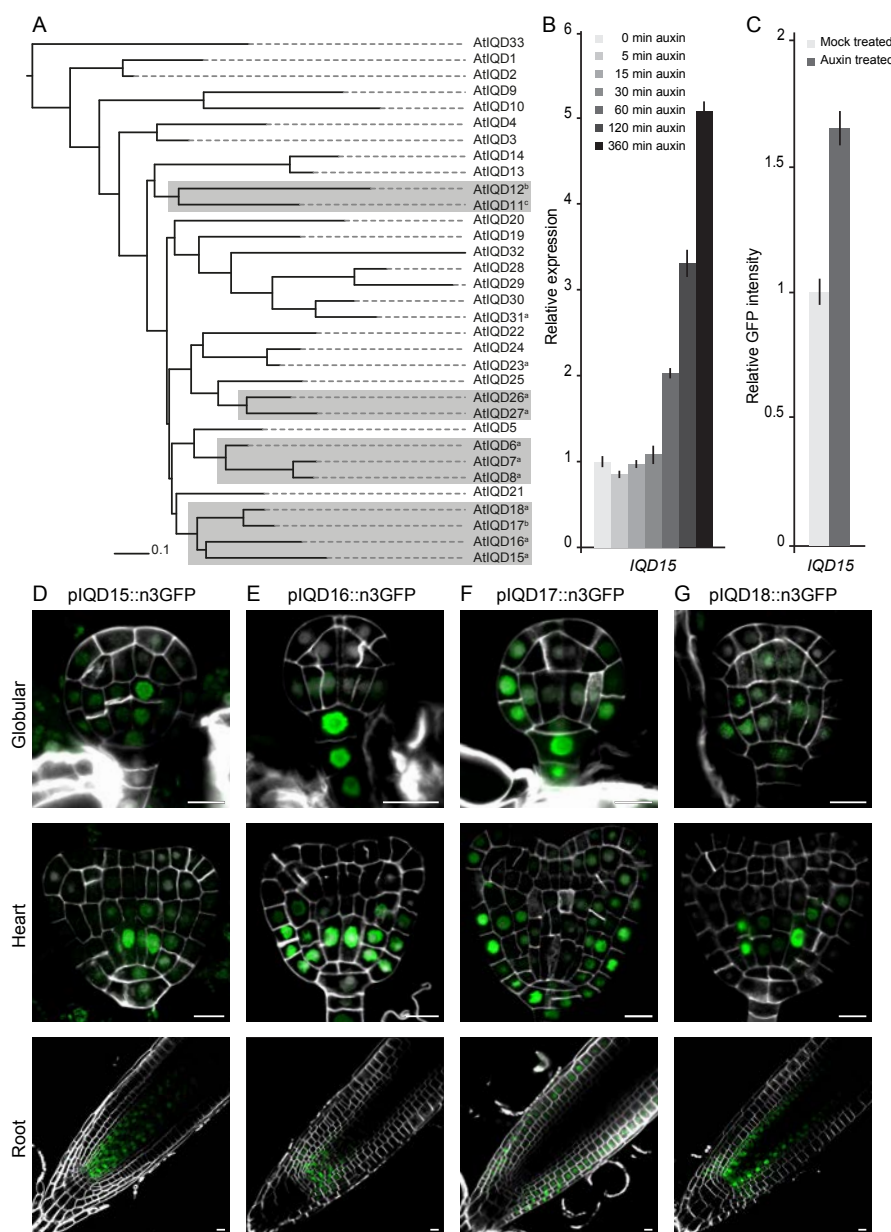 A
AtIQD33
AtIQD1
AtIQD2
AtIQD9
AtIQD10
AtIQD4
AtIQD3
AtIQD14
AtIQD13
AtIQD12ᵇ
AtIQD11ᶜ
AtIQD20
AtIQD19
AtIQD32
AtIQD28
AtIQD29
AtIQD30
AtIQD31ᵃ
AtIQD22
AtIQD24
AtIQD23ᵃ
AtIQD25
AtIQD26ᵃ
AtIQD27ᵃ
AtIQD5
AtIQD6ᵃ
AtIQD7ᵃ
AtIQD8ᵃ
AtIQD21
AtIQD18ᵃ
AtIQD17ᵇ
AtIQD16ᵃ
AtIQD15ᵃ
0.1
B
0 min auxin
5 min auxin
15 min auxin
30 min auxin
60 min auxin
120 min auxin
360 min auxin
Relative expression
6
5
4
3
2
1
0
IQD15
C
Mock treated
Auxin treated
Relative GFP intensity
2
1.5
1
0.5
0
IQD15
D pIQD15::n3GFP
E pIQD16::n3GFP
F pIQD17::n3GFP
G pIQD18::n3GFP
Globular
Heart
Root